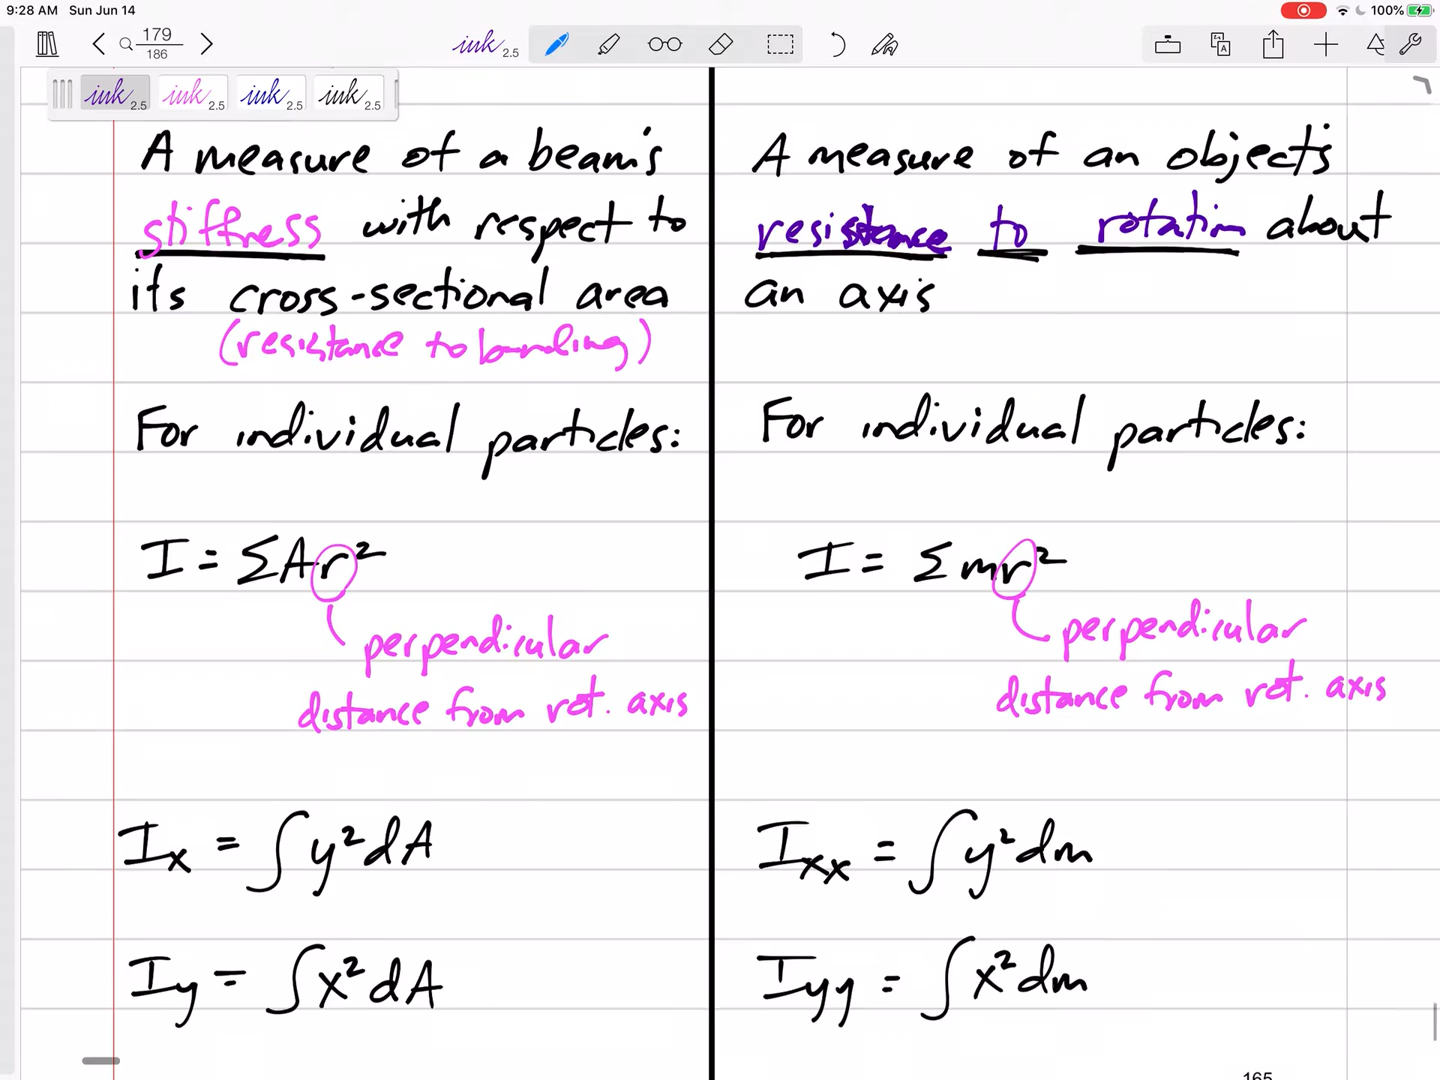 9:28 AM Sun Jun 14
100%
179
186
ink 2.5
ink 2.5
ink 2.5
ink 2.5
ink 2.5
A measure of a beam's
stiffness with respect to
its cross-sectional area
(resistance to bending)
For individual particles:
I = ΣAr²
perpendicular
distance from rot. axis
Ix = ∫y²dA
Iy = ∫x²dA
A measure of an object's
resistance to rotation about
an axis
For individual particles:
I = Σmr²
perpendicular
distance from rot. axis
Ixx = ∫y²dm
Iyy = ∫x²dm
165